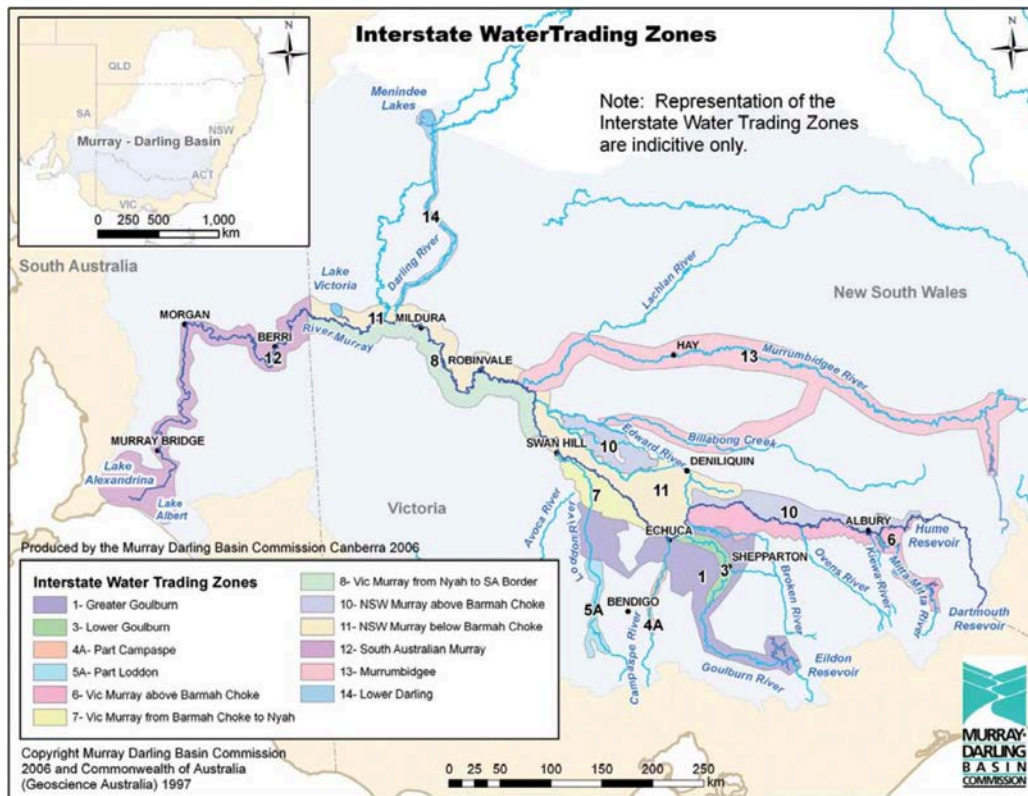 Interstate WaterTrading Zones
N
N
QLD
SA
NSW
Murray - Darling Basin
ACT
VIC
0 250 500 1,000
km
Note: Representation of the
Interstate Water Trading Zones
are indicitive only.
Menindee
Lakes
14
Darling River
Lachlan River
South Australia
New South Wales
Lake
Victoria
MORGAN
11
MILDURA
BERRI
12
River Murray
8
ROBINVALE
HAY
13
Murrumbidgee River
MURRAY BRIDGE
SWAN HILL
10
Edward River
Billabong Creek
DENILIQUIN
Lake
Alexandrina
Lake
Albert
Victoria
Avoca River
7
Loddon River
11
10
ALBURY
6
Hume
Resevoir
ECHUCA
SHEPPARTON
3
1
Ovens River
Kiewa River
Mitta Mitta River
Broken River
BENDIGO
5A
4A
Campaspe River
Dartmouth
Resevoir
Goulburn River
Eildon
Resevoir
Produced by the Murray Darling Basin Commission Canberra 2006
Interstate Water Trading Zones
1- Greater Goulburn
3- Lower Goulburn
4A- Part Campaspe
5A- Part Loddon
6- Vic Murray above Barmah Choke
7- Vic Murray from Barmah Choke to Nyah
8- Vic Murray from Nyah to SA Border
10- NSW Murray above Barmah Choke
11- NSW Murray below Barmah Choke
12- South Australian Murray
13- Murrumbidgee
14- Lower Darling
Copyright Murray Darling Basin Commission
2006 and Commonwealth of Australia
(Geoscience Australia) 1997
0 25 50 100 150 200 250
km
MURRAY-
DARLING
BASIN
COMMISSION